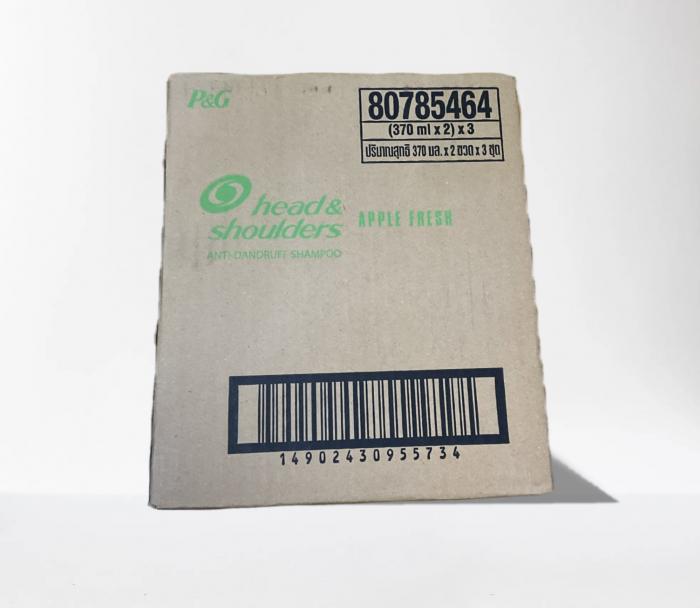 P&G
80785464
(370 ml x 2) x 3
ปริมาณสุทธิ 370 มล. x 2 ขวด x 3 ชุด
head &
shoulders
APPLE FRESH
ANTI-DANDRUFF SHAMPOO
14902430955734